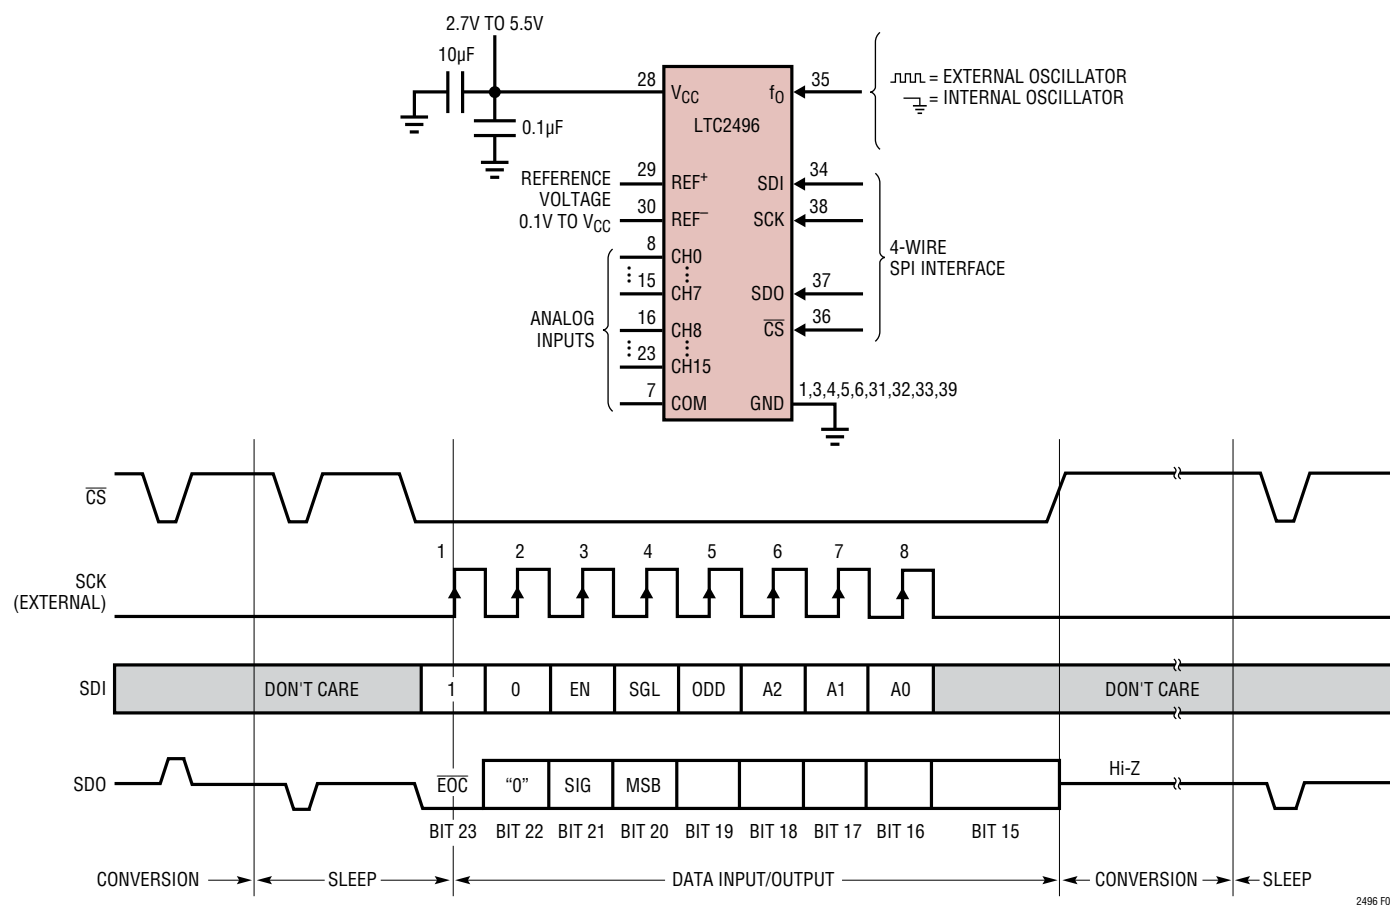 2.7V TO 5.5V
10µF
0.1µF
28
VCC
fO
35
= EXTERNAL OSCILLATOR
= INTERNAL OSCILLATOR
LTC2496
REFERENCE
VOLTAGE
0.1V TO VCC
29
REF+
30
REF–
SDI
34
SCK
38
4-WIRE
SPI INTERFACE
ANALOG
INPUTS
8
CH0
15
CH7
16
CH8
23
CH15
7
COM
SDO
37
CS
36
GND
1,3,4,5,6,31,32,33,39
CS
1 2 3 4 5 6 7 8
SCK
(EXTERNAL)
SDI
DON'T CARE 1 0 EN SGL ODD A2 A1 A0 DON'T CARE
SDO
EOC "0" SIG MSB Hi-Z
BIT 23 BIT 22 BIT 21 BIT 20 BIT 19 BIT 18 BIT 17 BIT 16 BIT 15
CONVERSION SLEEP DATA INPUT/OUTPUT CONVERSION SLEEP